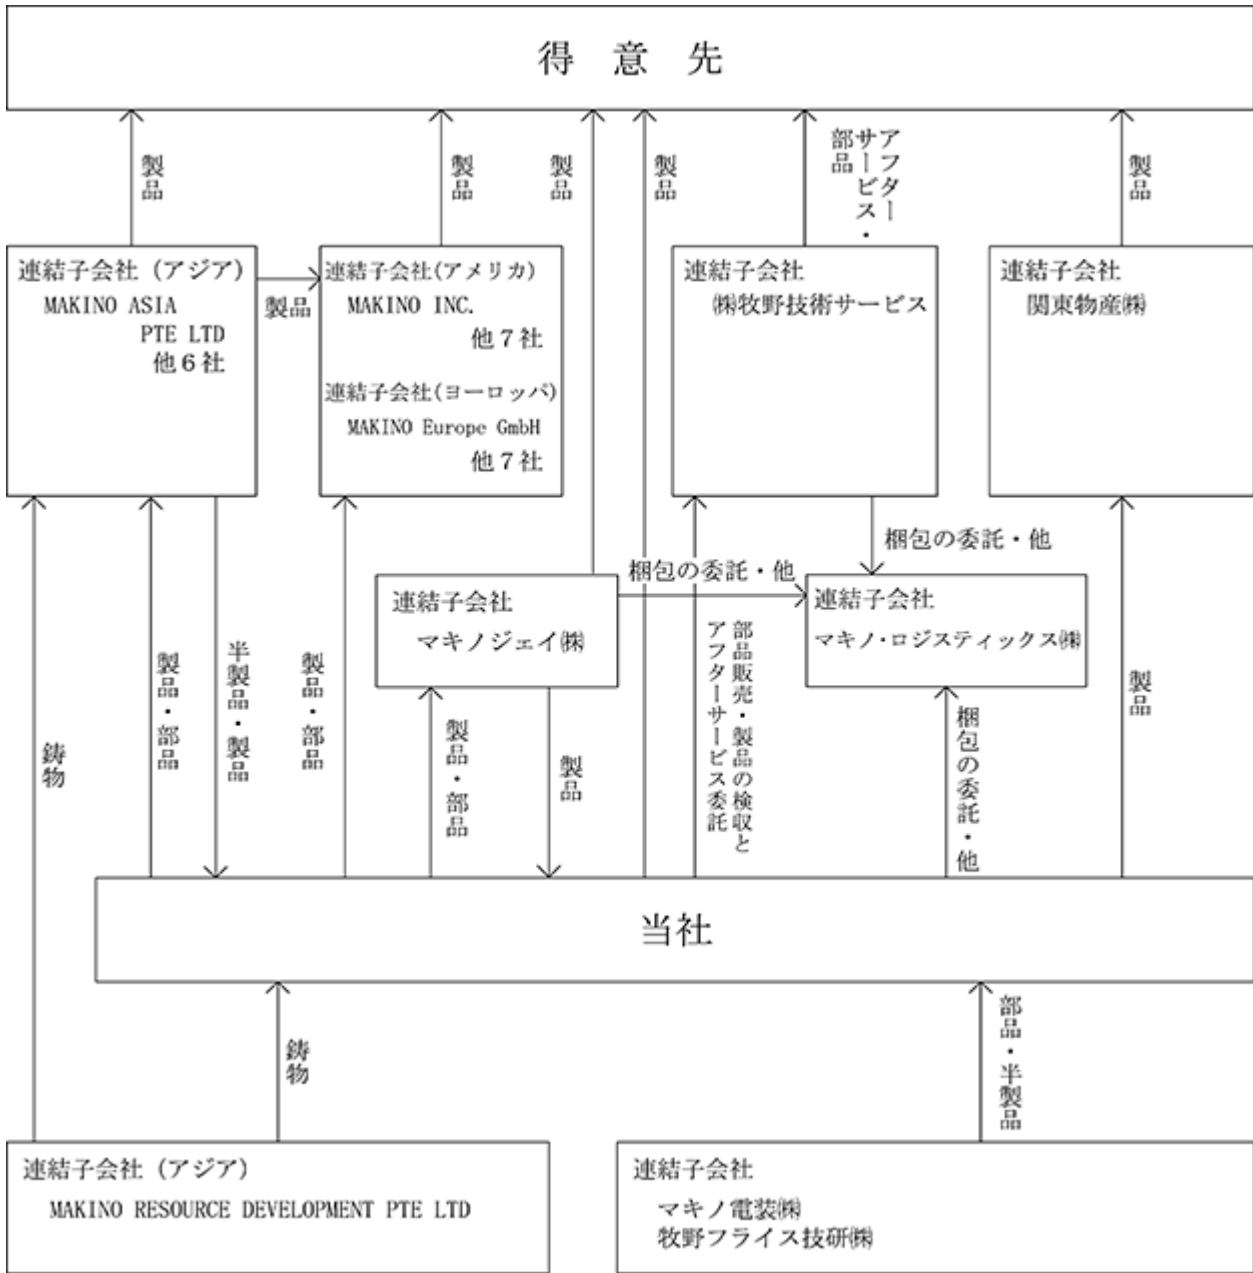 得 意 先
製品
製品
製品
製品
アフター
サービス・
部品
製品
連結子会社（アジア）
MAKINO ASIA
PTE LTD
他６社
製品
連結子会社(アメリカ)
MAKINO INC.
他７社
連結子会社(ヨーロッパ)
MAKINO Europe GmbH
他７社
連結子会社
㈱牧野技術サービス
連結子会社
関東物産㈱
梱包の委託・他
梱包の委託・他
連結子会社
マキノジェイ㈱
連結子会社
マキノ・ロジスティックス㈱
鋳物
製品・部品
半製品・製品
製品・部品
製品・部品
製品
部品販売・製品の検収と
アフターサービス委託
梱包の委託・他
製品
当社
鋳物
部品・半製品
連結子会社（アジア）
MAKINO RESOURCE DEVELOPMENT PTE LTD
連結子会社
マキノ電装㈱
牧野フライス技研㈱